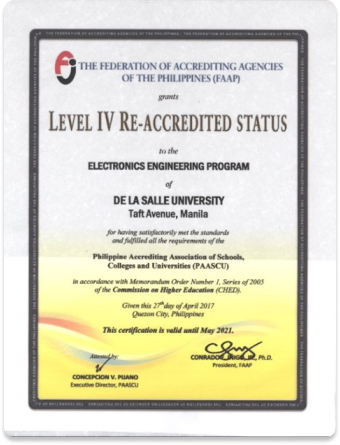 THE FEDERATION OF ACCREDITING AGENCIES
OF THE PHILIPPINES (FAAP)
grants
LEVEL IV RE-ACCREDITED STATUS
to the
ELECTRONICS ENGINEERING PROGRAM
of
DE LA SALLE UNIVERSITY
Taft Avenue, Manila
for having satisfactorily met the standards
and fulfilled all the requirements of the
Philippine Accrediting Association of Schools,
Colleges and Universities (PAASCU)
in accordance with Memorandum Order Number 1, Series of 2005
of the Commission on Higher Education (CHED).
Given this 27th day of April 2017
Quezon City, Philippines
This certification is valid until May 2021.
Attested by:
CONCEPCION V. PIJANO
Executive Director, PAASCU
CONRADO Ph.D.
President, FAAP